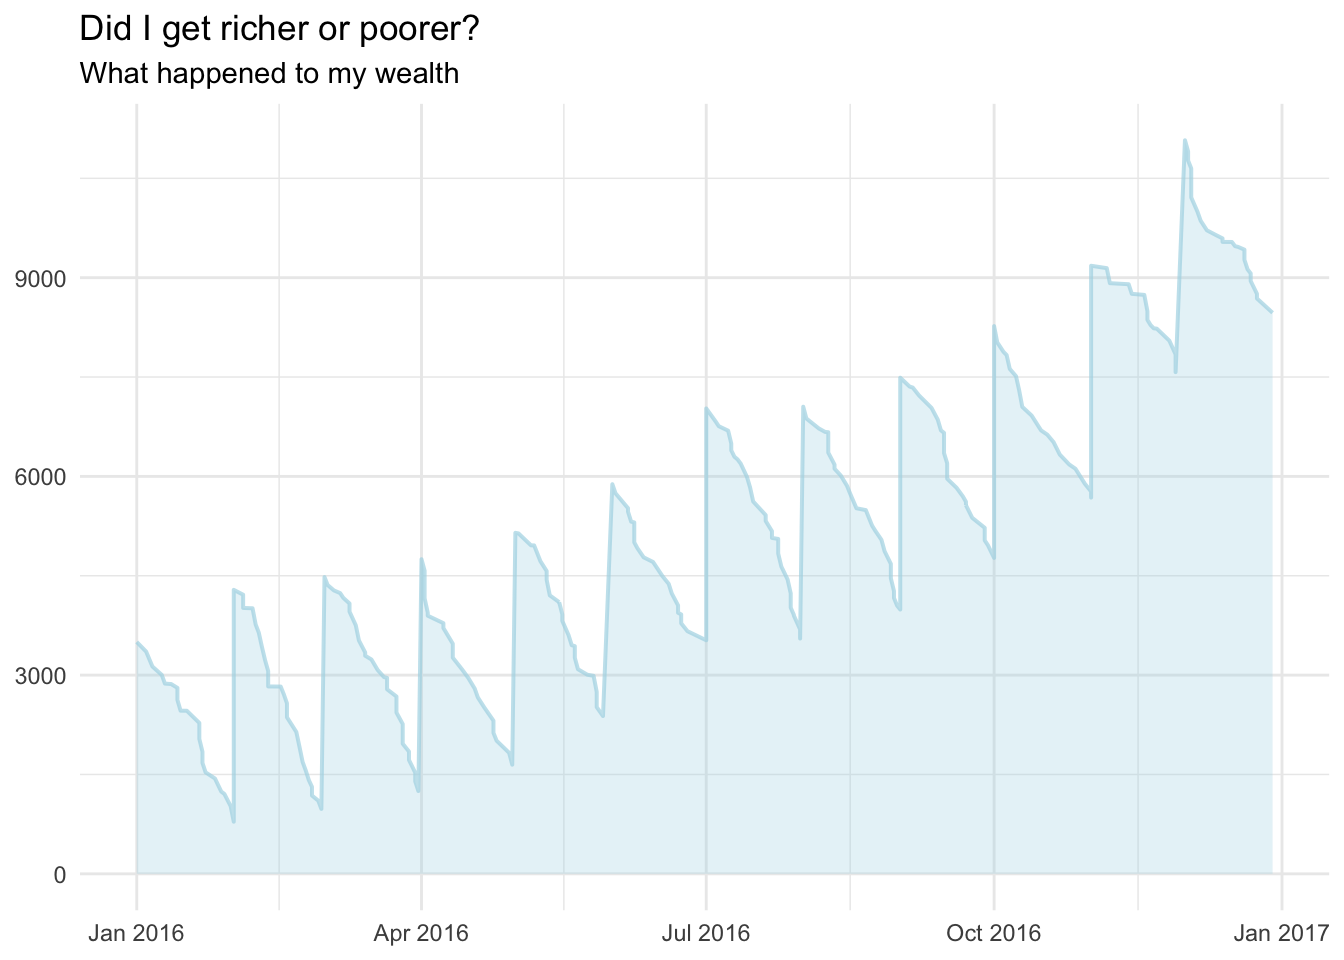 Did I get richer or poorer?
What happened to my wealth
9000
6000
3000
0
Jan 2016
Apr 2016
Jul 2016
Oct 2016
Jan 2017